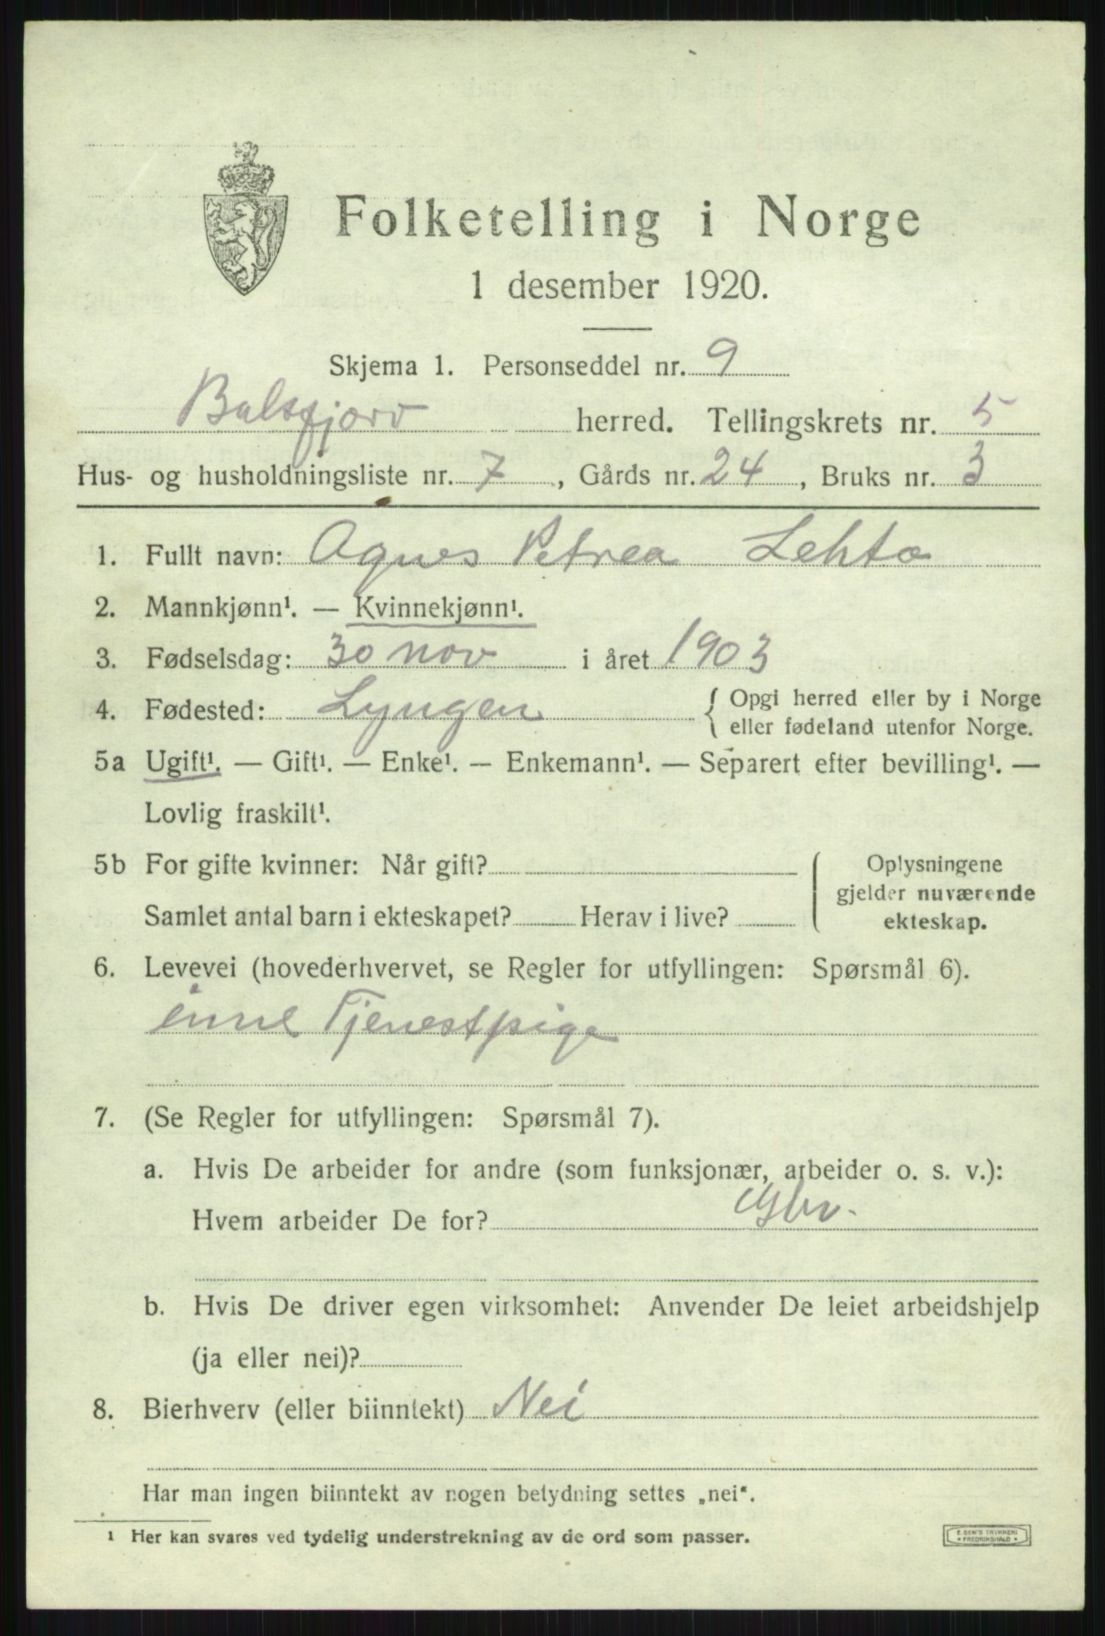 Folketelling i Norge
1 desember 1920.
Skjema 1. Personseddel nr. 9
Balsfjord herred. Tellingskrets nr. 5
Hus- og husholdningsliste nr. 7, Gårds nr. 24, Bruks nr. 3
1. Fullt navn: Agnes Petrea Lehto
2. Mannkjønn¹. — Kvinnekjønn¹.
3. Fødselsdag: 30 nov i året 1903
4. Fødested: Lyngen { Opgi herred eller by i Norge
eller fødeland utenfor Norge.
5a Ugift¹. — Gift¹. — Enke¹. — Enkemann¹. — Separert efter bevilling¹. —
Lovlig fraskilt¹.
5b For gifte kvinner: Når gift? ( Oplysningene
gjelder nuværende
Samlet antal barn i ekteskapet? Herav i live? ekteskap.
6. Levevei (hovederhvervet, se Regler for utfyllingen: Spørsmål 6).
inne Tjenestpige
7. (Se Regler for utfyllingen: Spørsmål 7).
a. Hvis De arbeider for andre (som funksjonær, arbeider o. s. v.):
Hvem arbeider De for? Gbr.
b. Hvis De driver egen virksomhet: Anvender De leiet arbeidshjelp
(ja eller nei)?
8. Bierhverv (eller biinntekt) Nei
Har man ingen biinntekt av nogen betydning settes „nei".
¹ Her kan svares ved tydelig understrekning av de ord som passer.
E. SEM'S TRYKKERI
FREDRIKSHALD